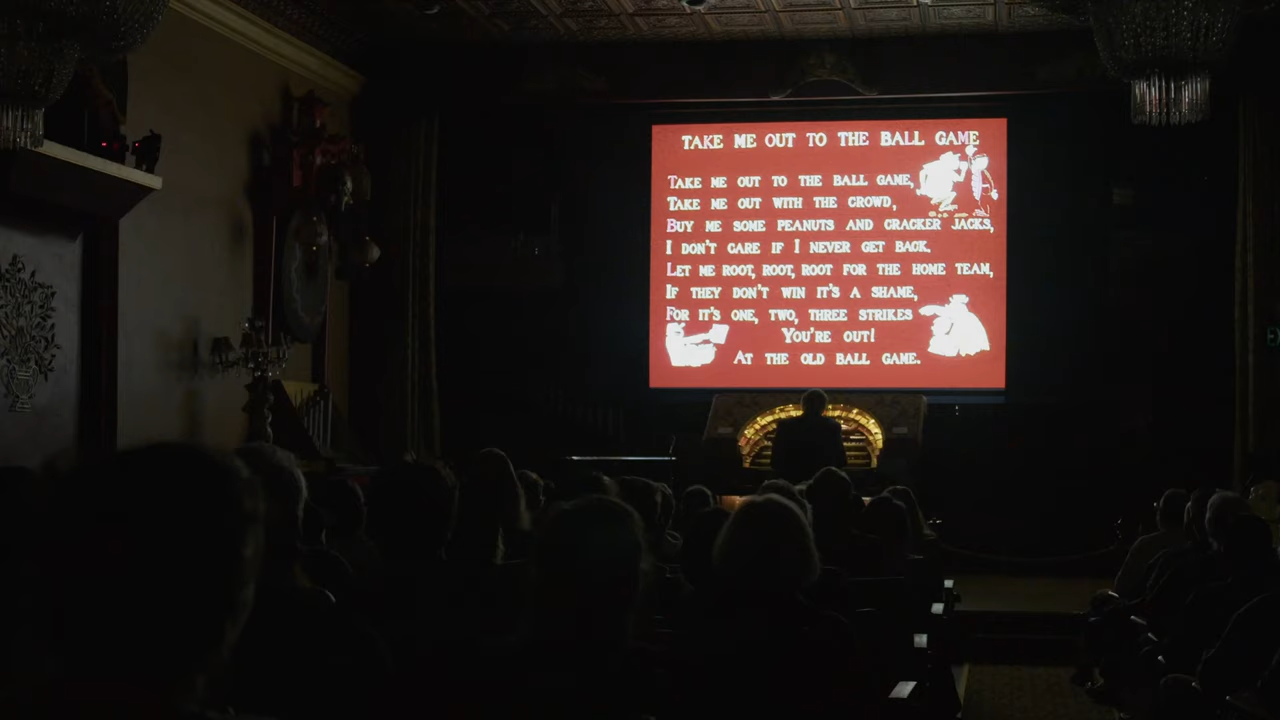 TAKE ME OUT TO THE BALL GAME
TAKE ME OUT TO THE BALL GAME,
TAKE ME OUT WITH THE CROWD,
BUY ME SOME PEANUTS AND CRACKER JACKS,
I DON'T CARE IF I NEVER GET BACK.
LET ME ROOT, ROOT, ROOT FOR THE HOME TEAM,
IF THEY DON'T WIN IT'S A SHAME,
FOR IT'S ONE, TWO, THREE STRIKES
YOU'RE OUT!
AT THE OLD BALL GAME.